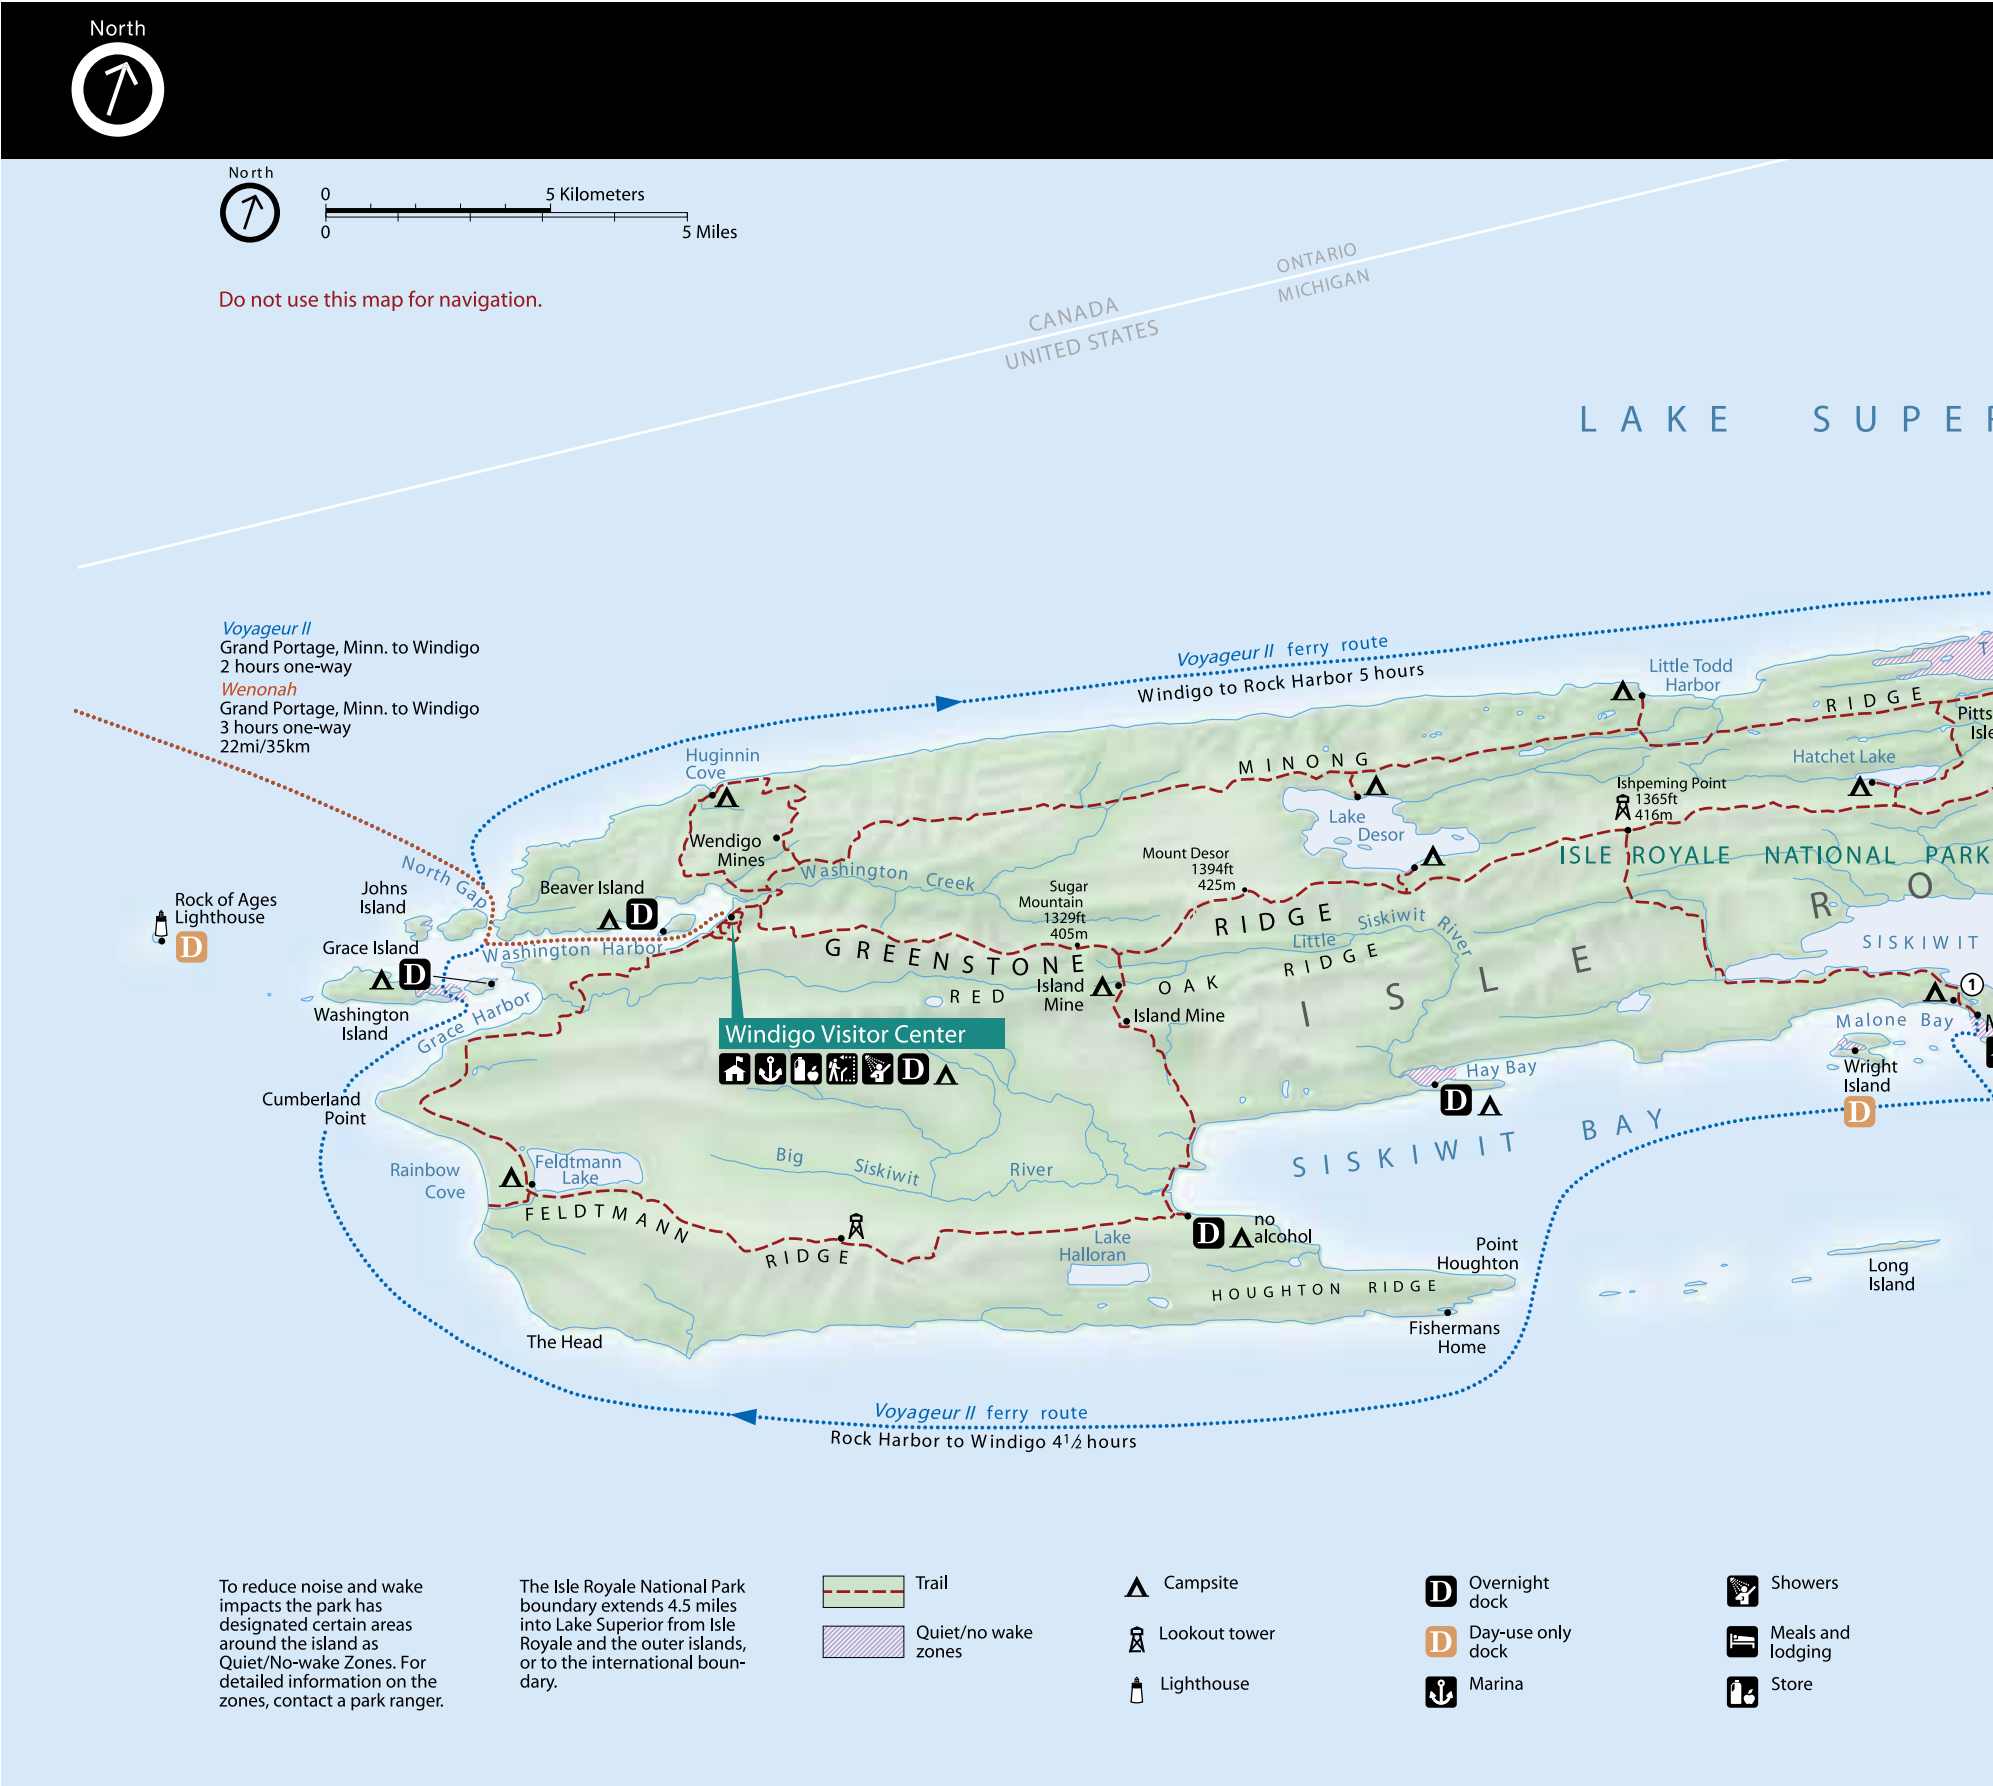 North
North
0
5 Kilometers
0
5 Miles
Do not use this map for navigation.
ONTARIO
MICHIGAN
CANADA
UNITED STATES
LAKE SUPER
Voyageur II
Grand Portage, Minn. to Windigo
2 hours one-way
Wenonah
Grand Portage, Minn. to Windigo
3 hours one-way
22mi/35km
Voyageur II ferry route
Windigo to Rock Harbor 5 hours
Little Todd
Harbor
RIDGE
Pitts
Isle
Huginnin
Cove
MINONG
Hatchet Lake
Ishpeming Point
1365ft
416m
Lake
Desor
Wendigo
Mines
Washington Creek
Mount Desor
1394ft
425m
ISLE ROYALE NATIONAL PARK
North Gap
Johns
Island
Beaver Island
D
Rock of Ages
Lighthouse
D
Sugar
Mountain
1329ft
405m
RIDGE
Siskiwit River
Little
ISLE RO
Grace Island
D
Washington Harbor
GREENSTONE
RIDGE
SISKIWIT
RED
OAK
Island
Mine
Island Mine
1
Washington
Island
Grace Harbor
Malone Bay
M
Windigo Visitor Center
D
Wright
Island
D
Hay Bay
D
Cumberland
Point
SISKIWIT BAY
Rainbow
Cove
Feldtmann
Lake
Big Siskiwit River
FELDTMANN
RIDGE
D
no
alcohol
Lake
Halloran
Point
Houghton
HOUGHTON RIDGE
Long
Island
Fishermans
Home
The Head
Voyageur II ferry route
Rock Harbor to Windigo 4 1/2 hours
To reduce noise and wake
impacts the park has
designated certain areas
around the island as
Quiet/No-wake Zones. For
detailed information on the
zones, contact a park ranger.
The Isle Royale National Park
boundary extends 4.5 miles
into Lake Superior from Isle
Royale and the outer islands,
or to the international boun-
dary.
Trail
Quiet/no wake
zones
Campsite
Lookout tower
Lighthouse
D
Overnight
dock
D
Day-use only
dock
Marina
Showers
Meals and
lodging
Store